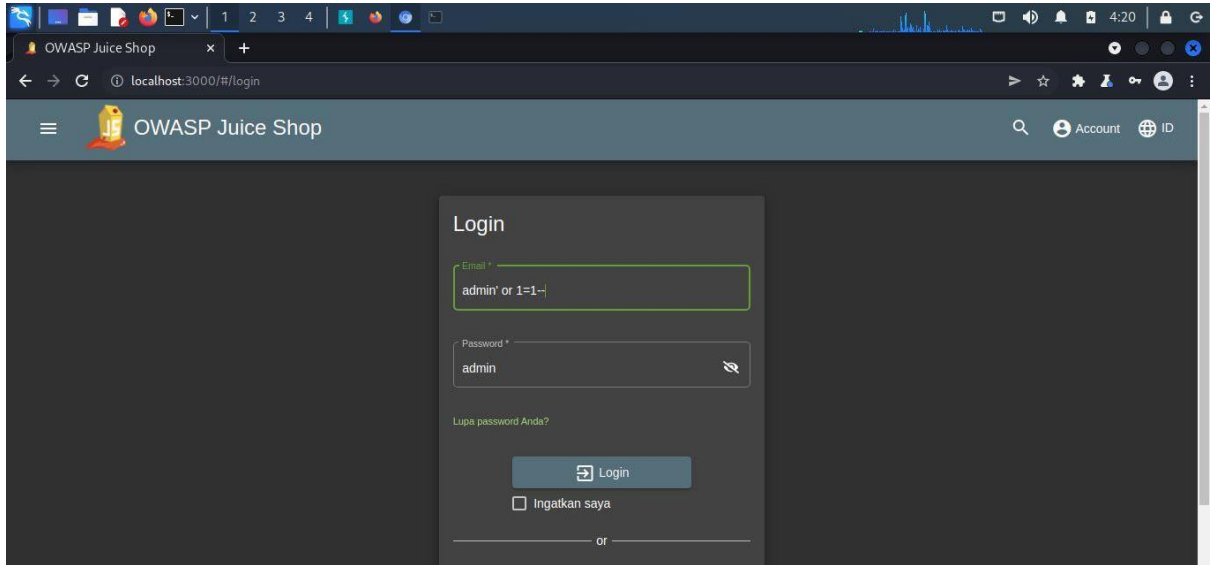 1 2 3 4 4:20
OWASP Juice Shop
localhost:3000/#/login
OWASP Juice Shop Account ID
Login
Email *
admin' or 1=1--
Password *
admin
Lupa password Anda?
Login
Ingatkan saya
or